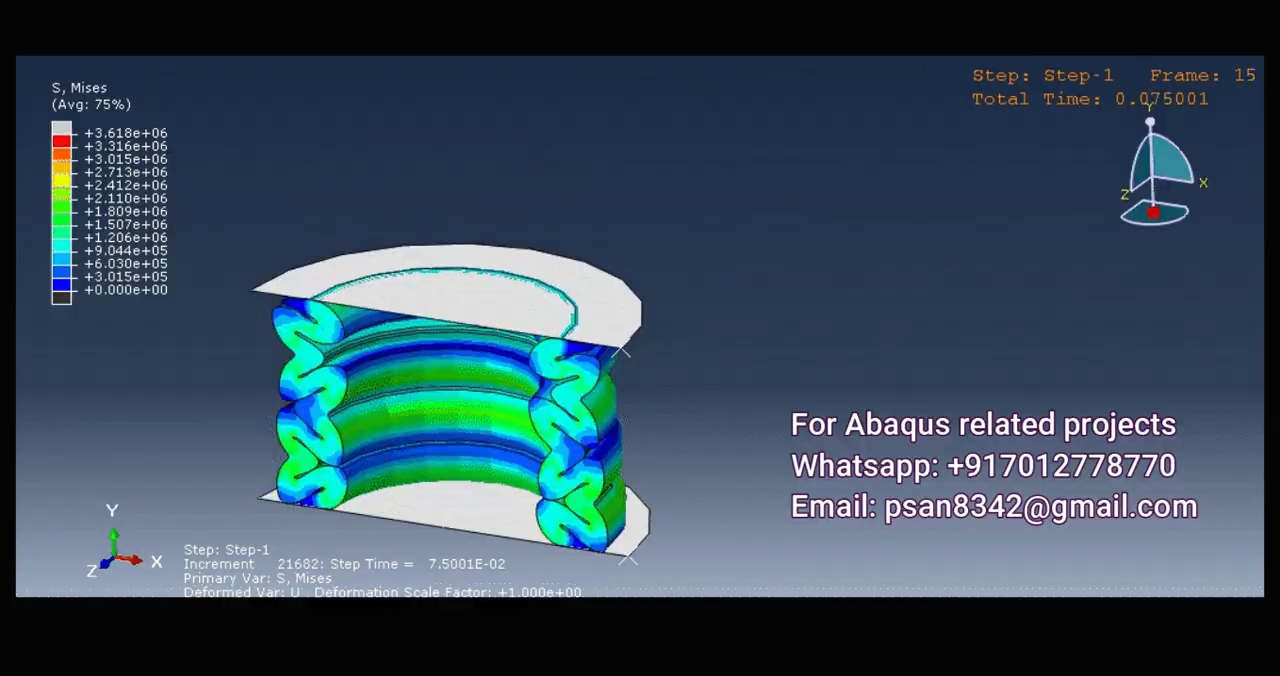 S, Mises
(Avg: 75%)
+3.618e+06
+3.316e+06
+3.015e+06
+2.713e+06
+2.412e+06
+2.110e+06
+1.809e+06
+1.507e+06
+1.206e+06
+9.044e+05
+6.030e+05
+3.015e+05
+0.000e+00
Step: Step-1 Frame: 15
Total Time: 0.075001
Y
X
Z
For Abaqus related projects
Whatsapp: +917012778770
Email: psan8342@gmail.com
Y
X
Z
Step: Step-1
Increment 21682: Step Time = 7.5001E-02
Primary Var: S, Mises
Deformed Var: U Deformation Scale Factor: +1.000e+00